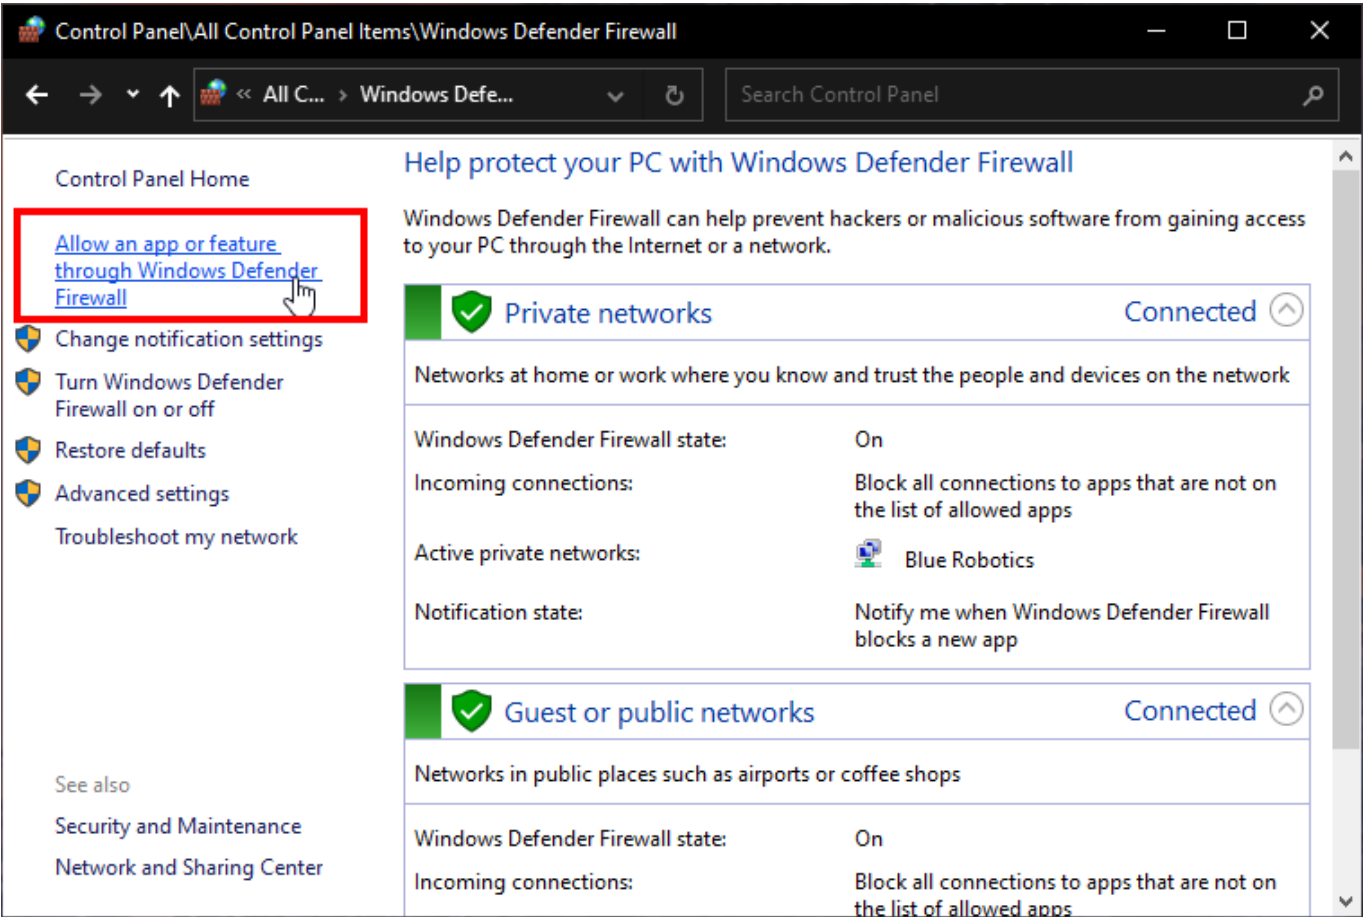 Control Panel\All Control Panel Items\Windows Defender Firewall
« All C... › Windows Defe...
Search Control Panel
Control Panel Home
Allow an app or feature
through Windows Defender
Firewall
Change notification settings
Turn Windows Defender
Firewall on or off
Restore defaults
Advanced settings
Troubleshoot my network
See also
Security and Maintenance
Network and Sharing Center
Help protect your PC with Windows Defender Firewall
Windows Defender Firewall can help prevent hackers or malicious software from gaining access
to your PC through the Internet or a network.
Private networks Connected
Networks at home or work where you know and trust the people and devices on the network
Windows Defender Firewall state: On
Incoming connections: Block all connections to apps that are not on
the list of allowed apps
Active private networks: Blue Robotics
Notification state: Notify me when Windows Defender Firewall
blocks a new app
Guest or public networks Connected
Networks in public places such as airports or coffee shops
Windows Defender Firewall state: On
Incoming connections: Block all connections to apps that are not on
the list of allowed apps